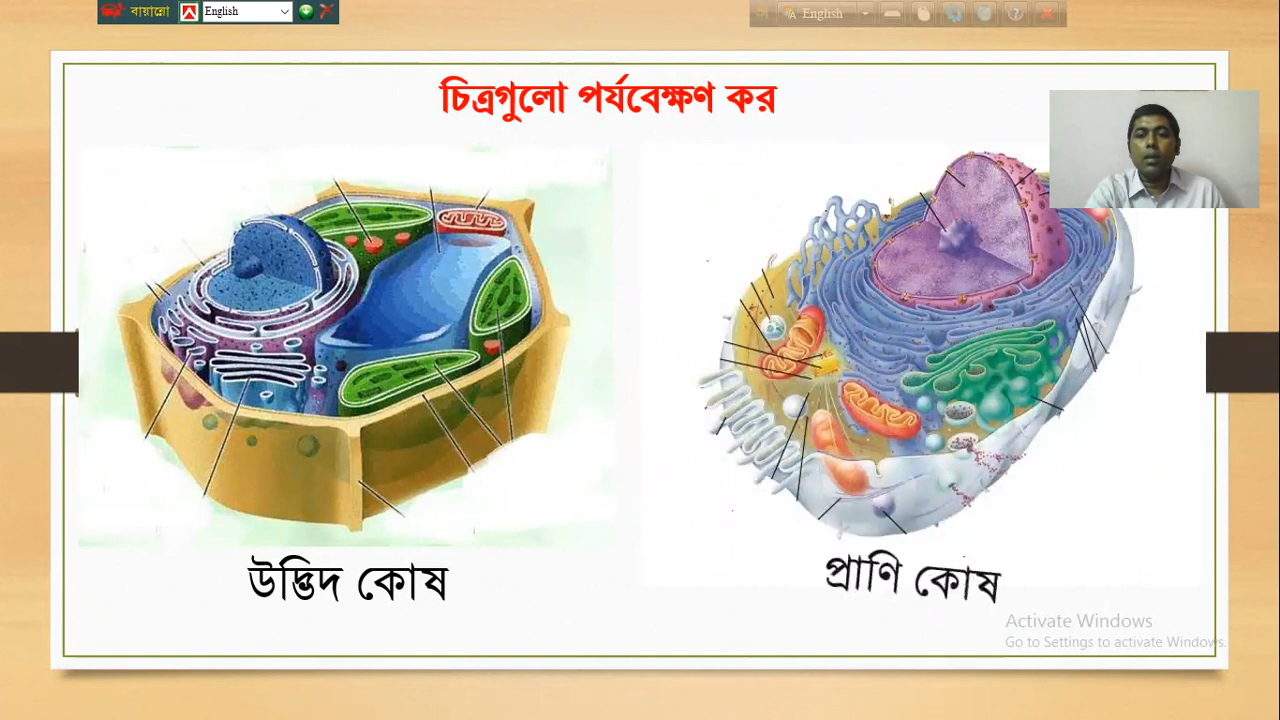 বায়ান্নো
English
English
চিত্রগুলো পর্যবেক্ষণ কর
উদ্ভিদ কোষ
প্রাণি কোষ
Activate Windows
Go to Settings to activate Windows.